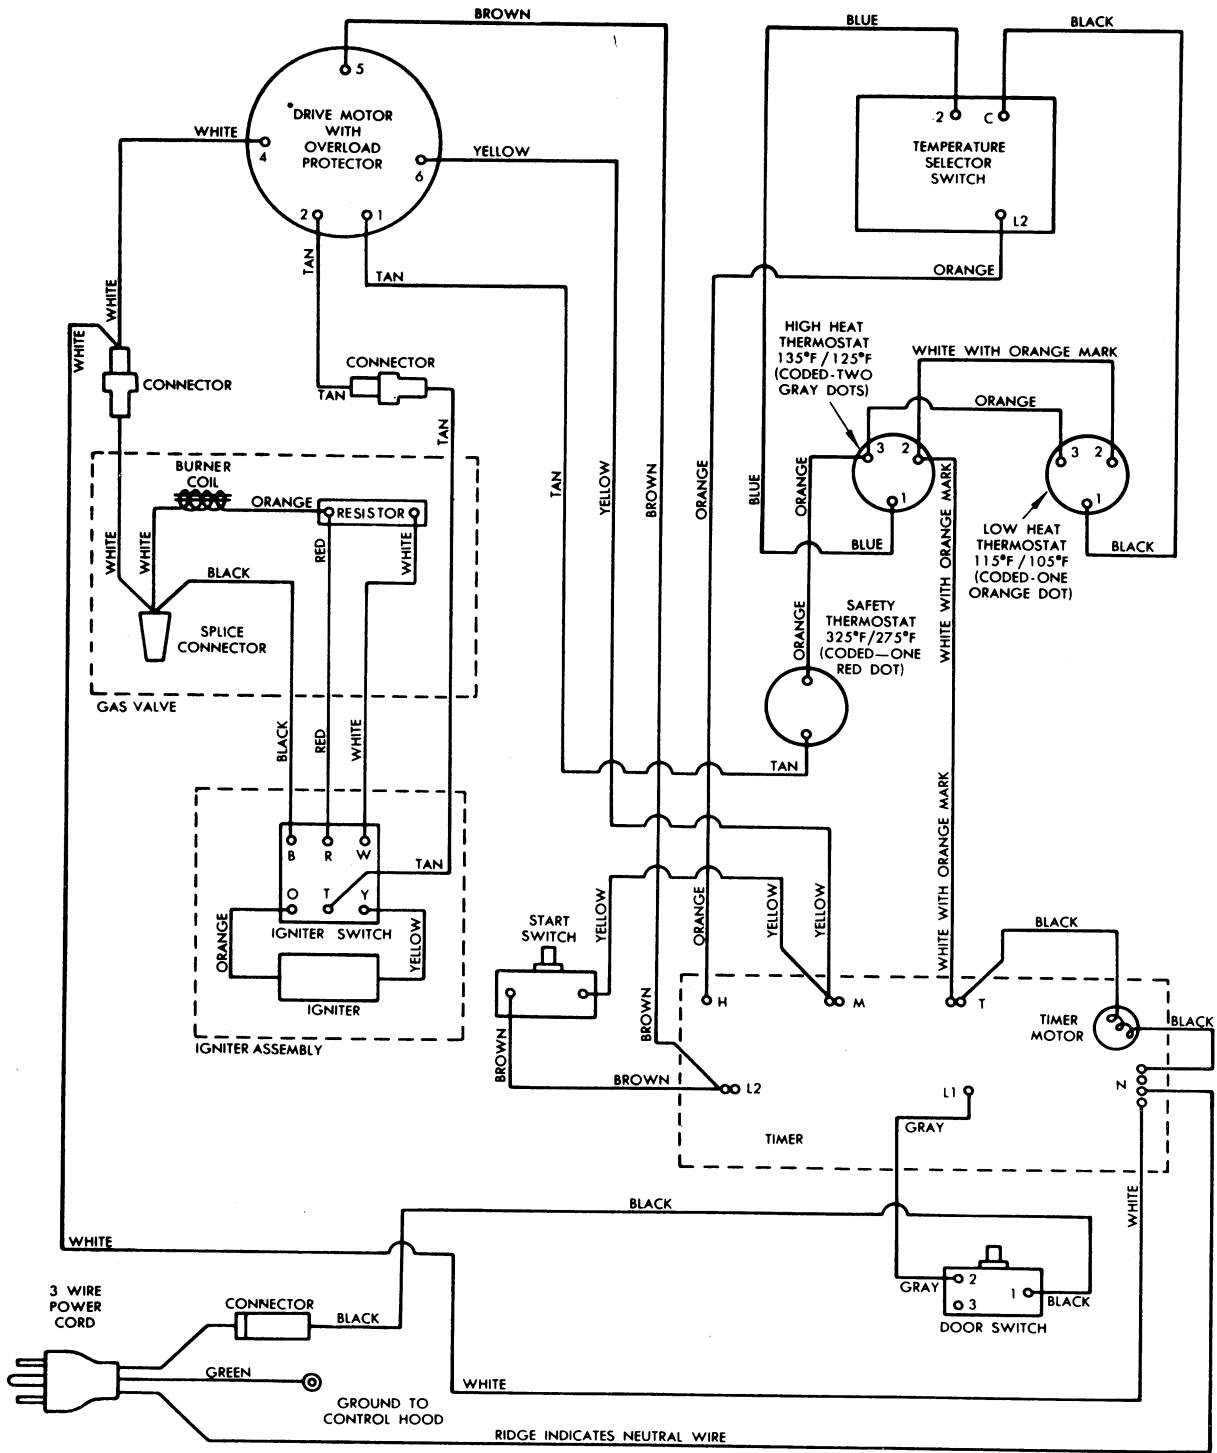 BROWN
BLUE
BLACK
5
•DRIVE MOTOR
WITH
OVERLOAD
PROTECTOR
WHITE
4
YELLOW
6
2
1
2
C
TEMPERATURE
SELECTOR
SWITCH
L2
TAN
TAN
ORANGE
WHITE
WHITE
CONNECTOR
CONNECTOR
TAN
TAN
HIGH HEAT
THERMOSTAT
135°F/125°F
(CODED-TWO
GRAY DOTS)
WHITE WITH ORANGE MARK
ORANGE
3
2
1
3
2
1
BURNER
COIL
ORANGE
RESISTOR
WHITE
WHITE
RED
WHITE
BLACK
SPLICE
CONNECTOR
GAS VALVE
TAN
YELLOW
BROWN
ORANGE
BLUE
ORANGE
BLUE
WHITE WITH ORANGE MARK
LOW HEAT
THERMOSTAT
115°F/105°F
(CODED-ONE
ORANGE DOT)
BLACK
ORANGE
SAFETY
THERMOSTAT
325°F/275°F
(CODED—ONE
RED DOT)
TAN
BLACK
RED
WHITE
B
R
W
TAN
O
T
Y
ORANGE
IGNITER SWITCH
YELLOW
IGNITER
IGNITER ASSEMBLY
START
SWITCH
YELLOW
ORANGE
YELLOW
YELLOW
WHITE WITH ORANGE MARK
BLACK
BROWN
BROWN
BROWN
H
M
T
TIMER
MOTOR
BLACK
L2
L1
N
GRAY
TIMER
WHITE
BLACK
WHITE
GRAY
2
3
1
BLACK
DOOR SWITCH
3 WIRE
POWER
CORD
CONNECTOR
BLACK
GREEN
GROUND TO
CONTROL HOOD
WHITE
RIDGE INDICATES NEUTRAL WIRE